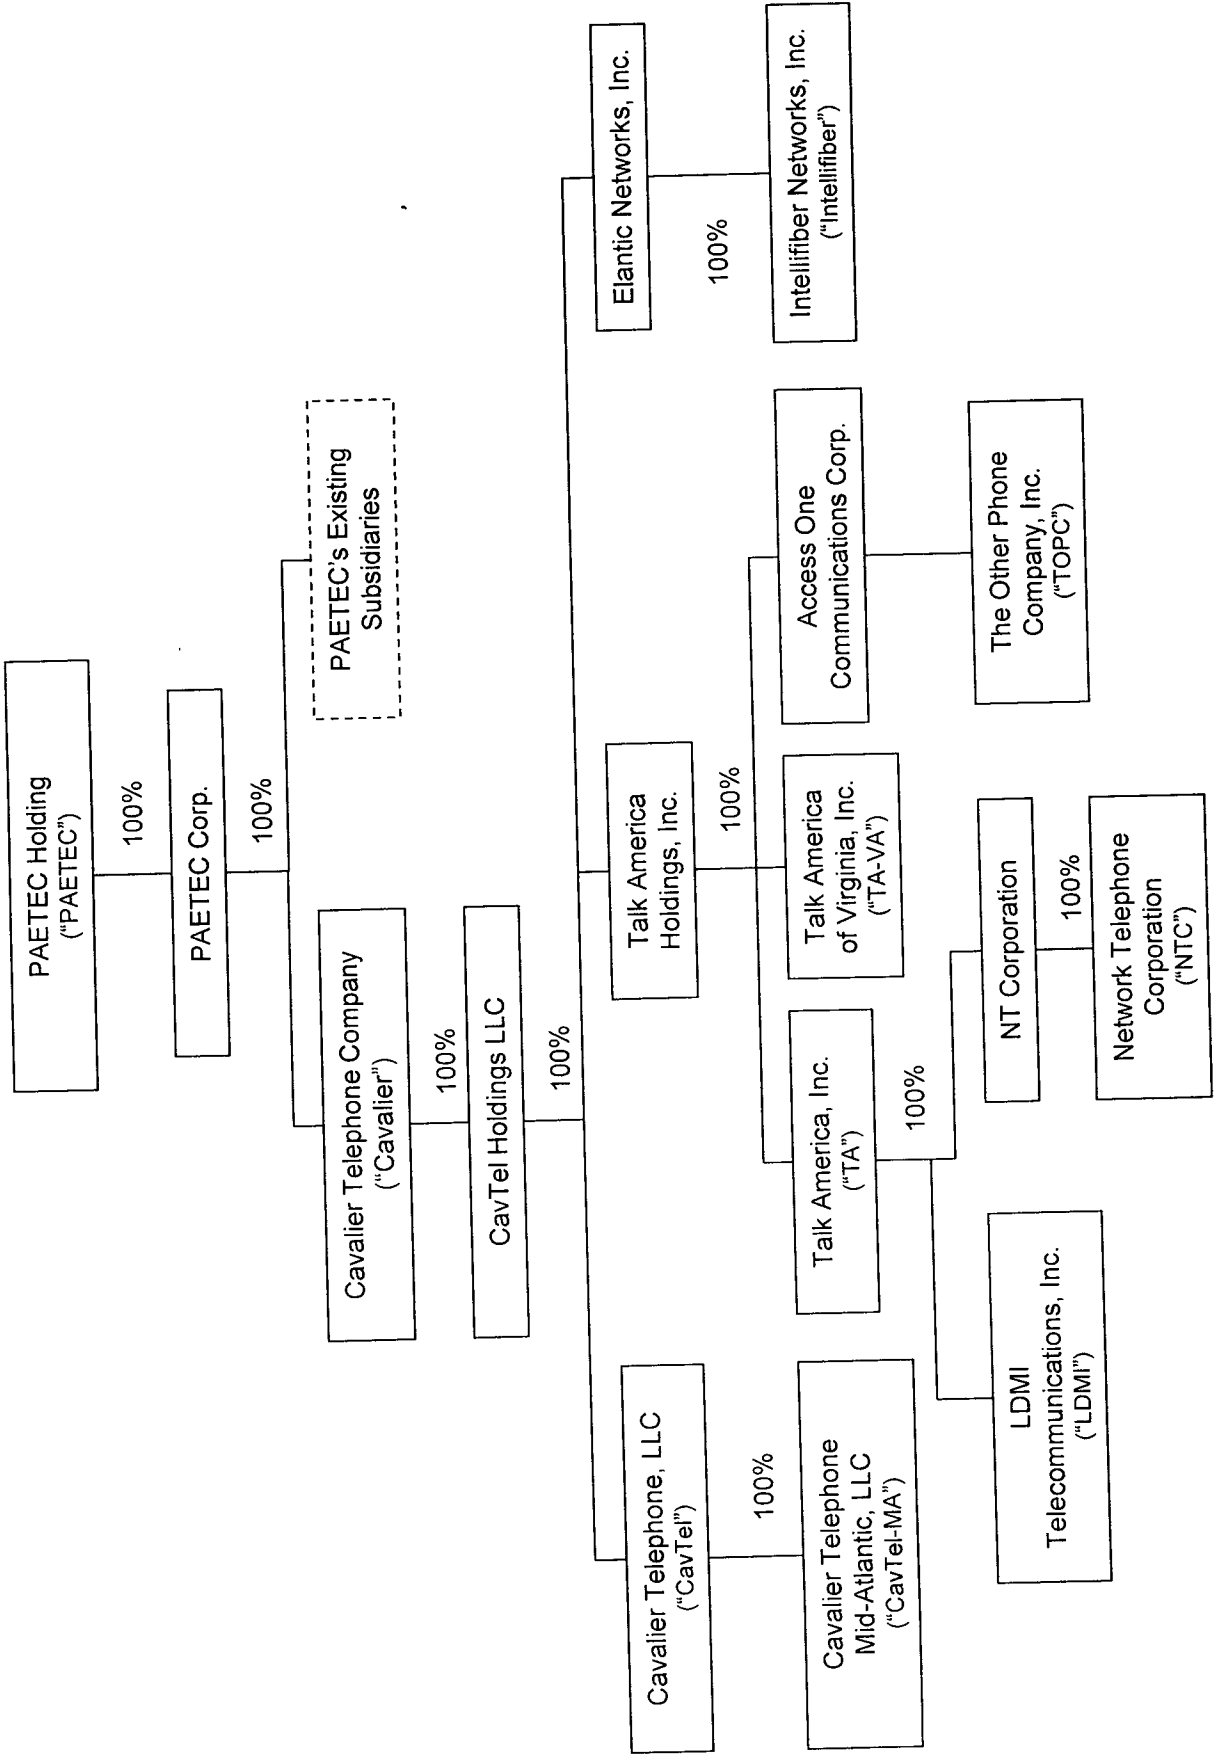 PAETEC Holding
("PAETEC")
100%
PAETEC Corp.
100%
Cavalier Telephone Company
("Cavalier")
PAETEC's Existing
Subsidiaries
100%
CavTel Holdings LLC
100%
Cavalier Telephone, LLC
("CavTel")
Talk America
Holdings, Inc.
Elantic Networks, Inc.
100%
100%
100%
Cavalier Telephone
Mid-Atlantic, LLC
("CavTel-MA")
Talk America, Inc.
("TA")
Talk America
of Virginia, Inc.
("TA-VA")
Access One
Communications Corp.
Intellifiber Networks, Inc.
("Intellifiber")
100%
LDMI
Telecommunications, Inc.
("LDMI")
NT Corporation
The Other Phone
Company, Inc.
("TOPC")
100%
Network Telephone
Corporation
("NTC")